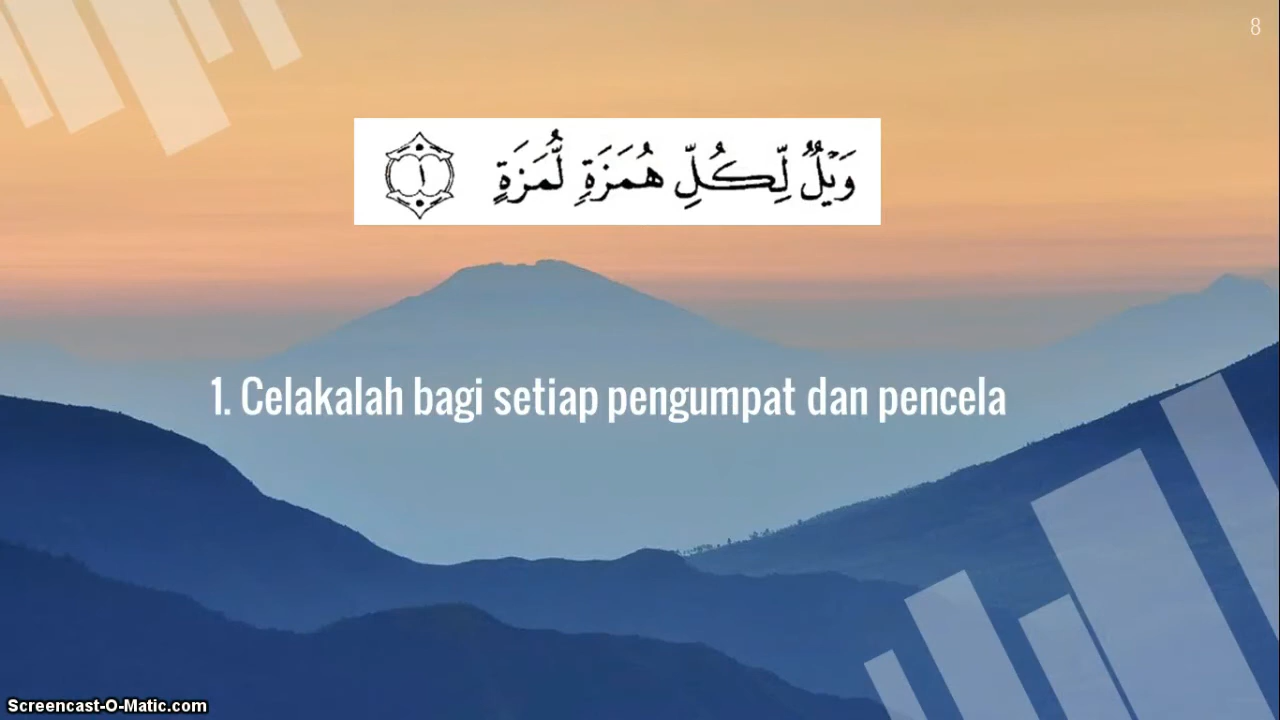 8
وَيْلٌ لِّكُلِّ هُمَزَةٍ لُّمَزَةٍ ١
1. Celakalah bagi setiap pengumpat dan pencela
Screencast-O-Matic.com